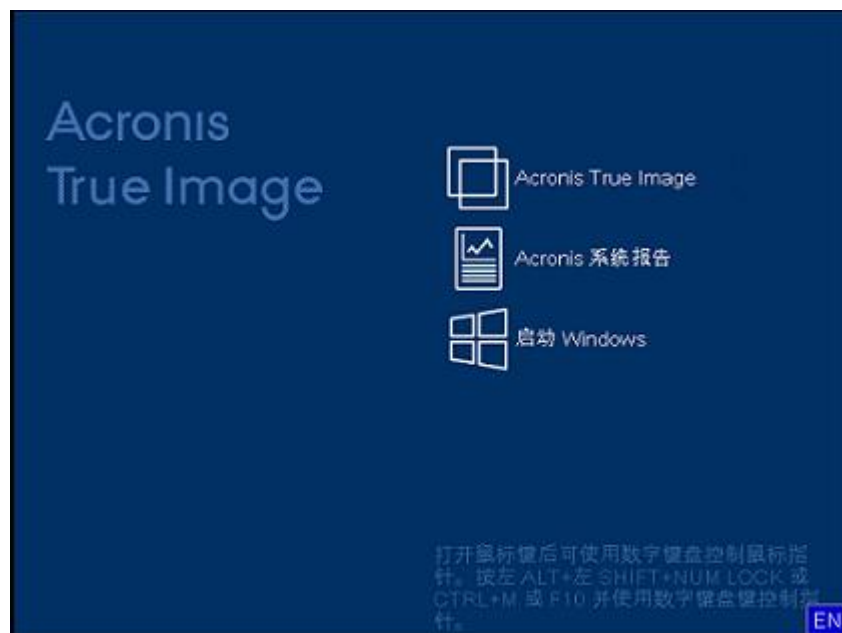 Acronis
True Image
Acronis True Image
Acronis 系统报告
启动 Windows
打开鼠标键后可使用数字键盘控制鼠标指
针。按左 ALT+左 SHIFT+NUM LOCK 或
CTRL+M 或 F10 并使用数字键盘键控制指
针。
EN